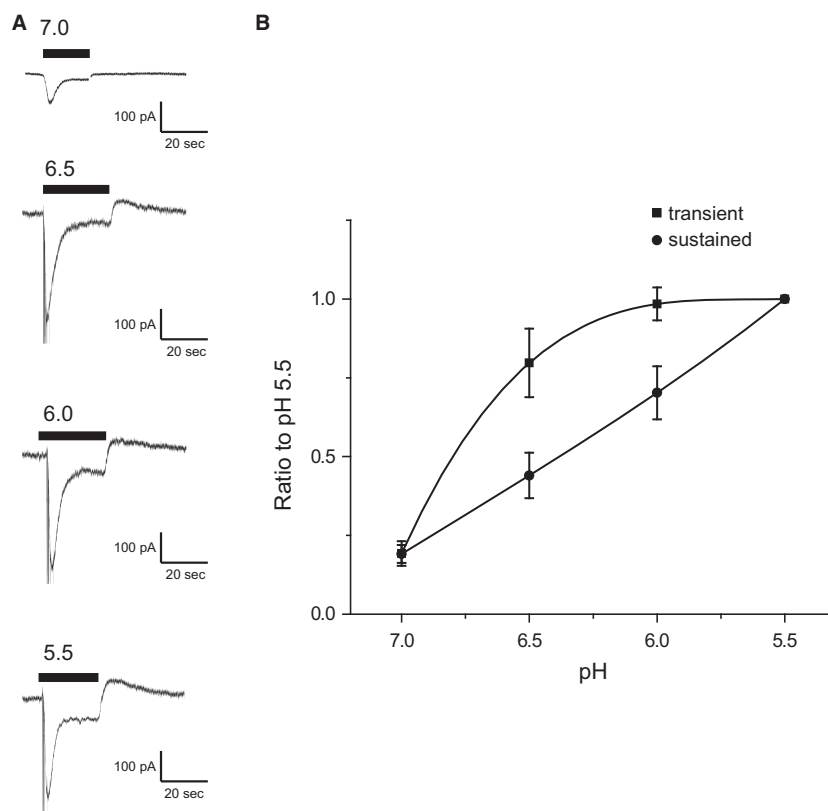 A
7.0
100 pA
20 sec
6.5
100 pA
20 sec
6.0
100 pA
20 sec
5.5
100 pA
20 sec
B
transient
sustained
1.0
0.5
0.0
Ratio to pH 5.5
7.0 6.5 6.0 5.5
pH